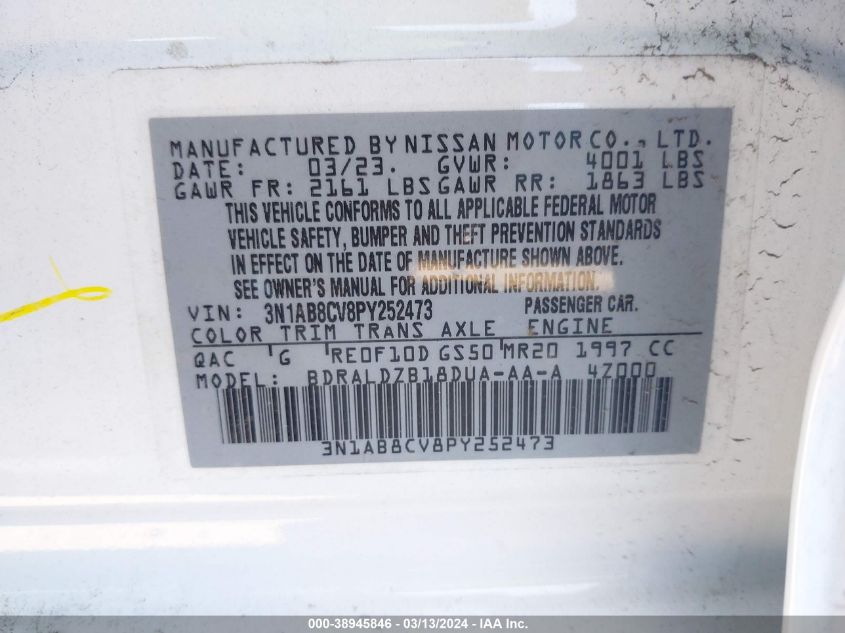 MANUFACTURED BY NISSAN MOTOR CO., LTD.
DATE: 03/23. GVWR: 4001 LBS
GAWR FR: 2161 LBS GAWR RR: 1863 LBS
THIS VEHICLE CONFORMS TO ALL APPLICABLE FEDERAL MOTOR
VEHICLE SAFETY, BUMPER AND THEFT PREVENTION STANDARDS
IN EFFECT ON THE DATE OF MANUFACTURE SHOWN ABOVE.
SEE OWNER'S MANUAL FOR ADDITIONAL INFORMATION.
VIN: 3N1AB8CV8PY252473 PASSENGER CAR.
COLOR TRIM TRANS AXLE ENGINE
QAC G RE0F10D GS50 MR20 1997 CC
MODEL: BDRALDZB18DUA-AA-A 4Z000
3N1AB8CV8PY252473
000-38945846 - 03/13/2024 - IAA Inc.